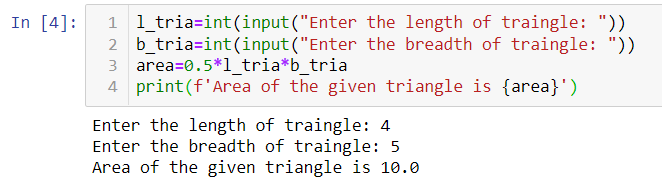 In [4]:
1 l_tria=int(input("Enter the length of traingle: "))
2 b_tria=int(input("Enter the breadth of traingle: "))
3 area=0.5*l_tria*b_tria
4 print(f'Area of the given triangle is {area}')
Enter the length of traingle: 4
Enter the breadth of traingle: 5
Area of the given triangle is 10.0